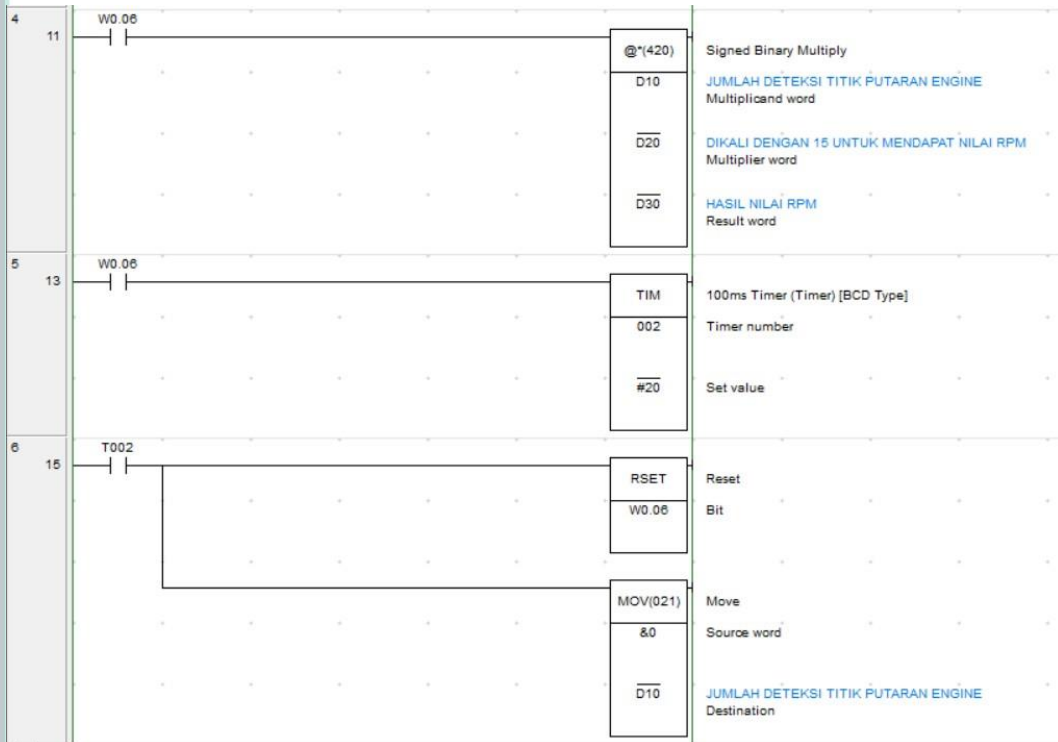 4
W0.06
11
@*(420)
Signed Binary Multiply
D10
JUMLAH DETEKSI TITIK PUTARAN ENGINE
Multiplicand word
D20
DIKALI DENGAN 15 UNTUK MENDAPAT NILAI RPM
Multiplier word
D30
HASIL NILAI RPM
Result word
5
W0.06
13
TIM
100ms Timer (Timer) [BCD Type]
002
Timer number
#20
Set value
6
T002
15
RSET
Reset
W0.06
Bit
MOV(021)
Move
&0
Source word
D10
JUMLAH DETEKSI TITIK PUTARAN ENGINE
Destination